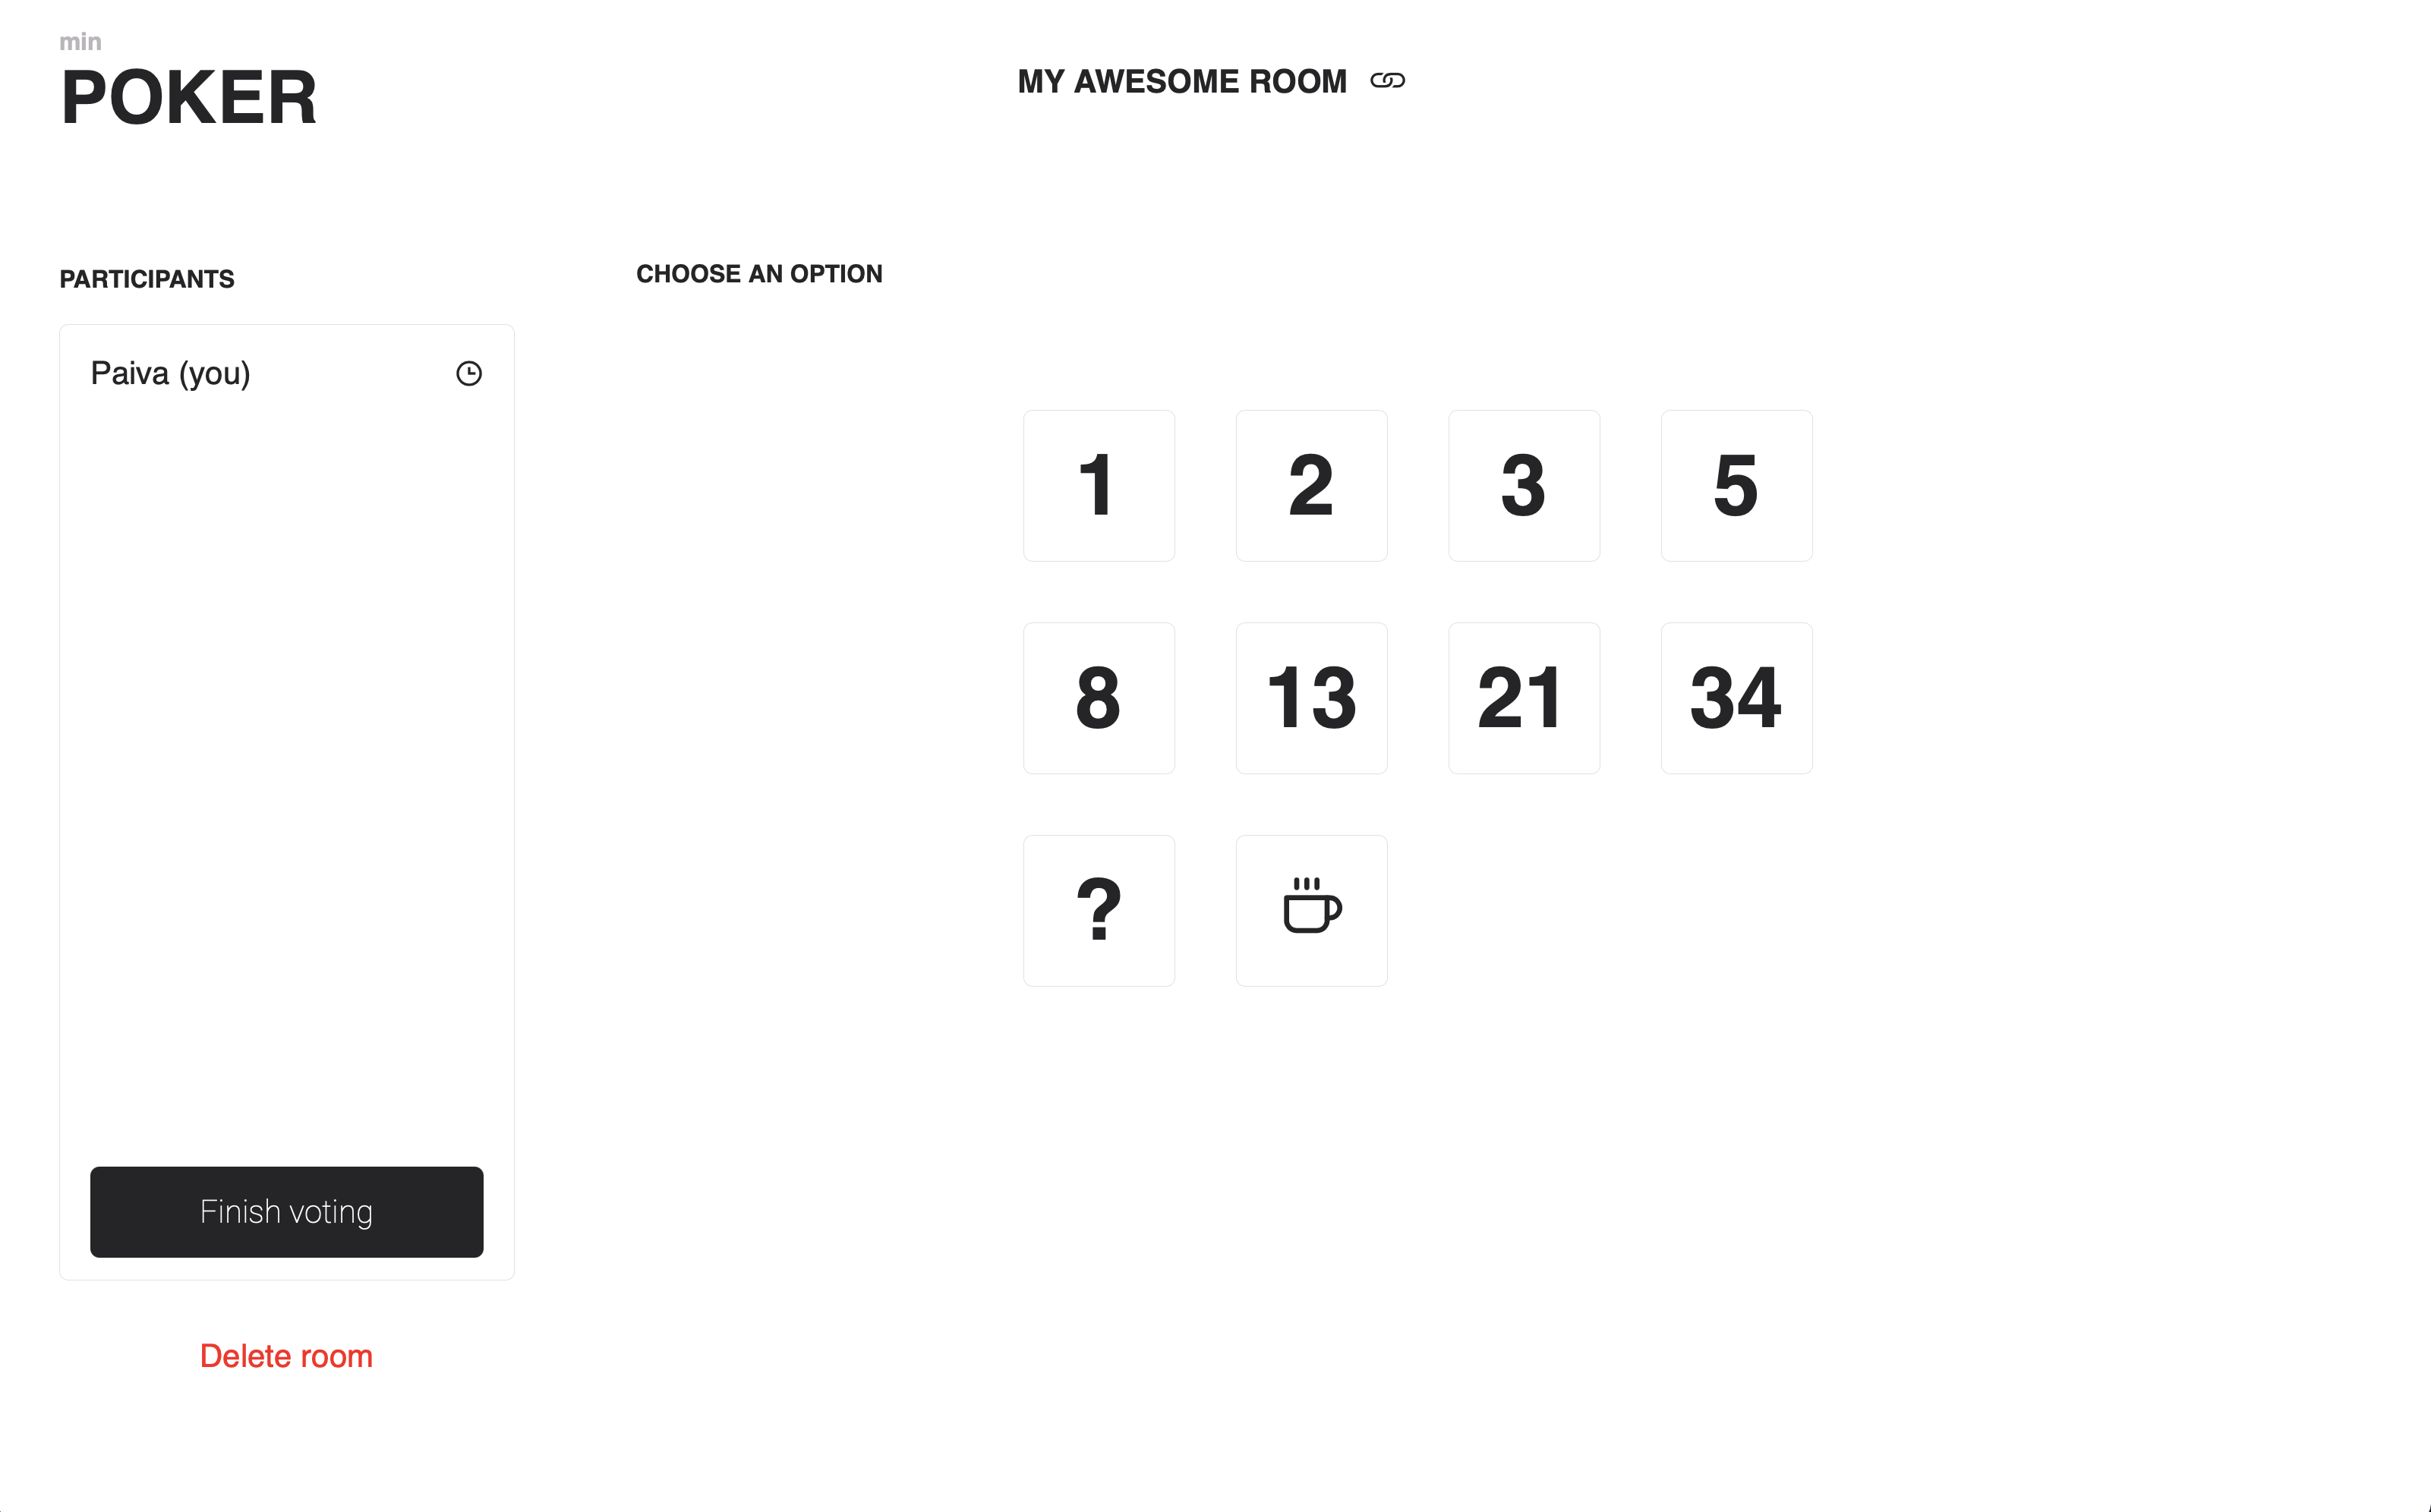 min
POKER
MY AWESOME ROOM
PARTICIPANTS
Paiva (you)
Finish voting
Delete room
CHOOSE AN OPTION
1 2 3 5
8 13 21 34
?